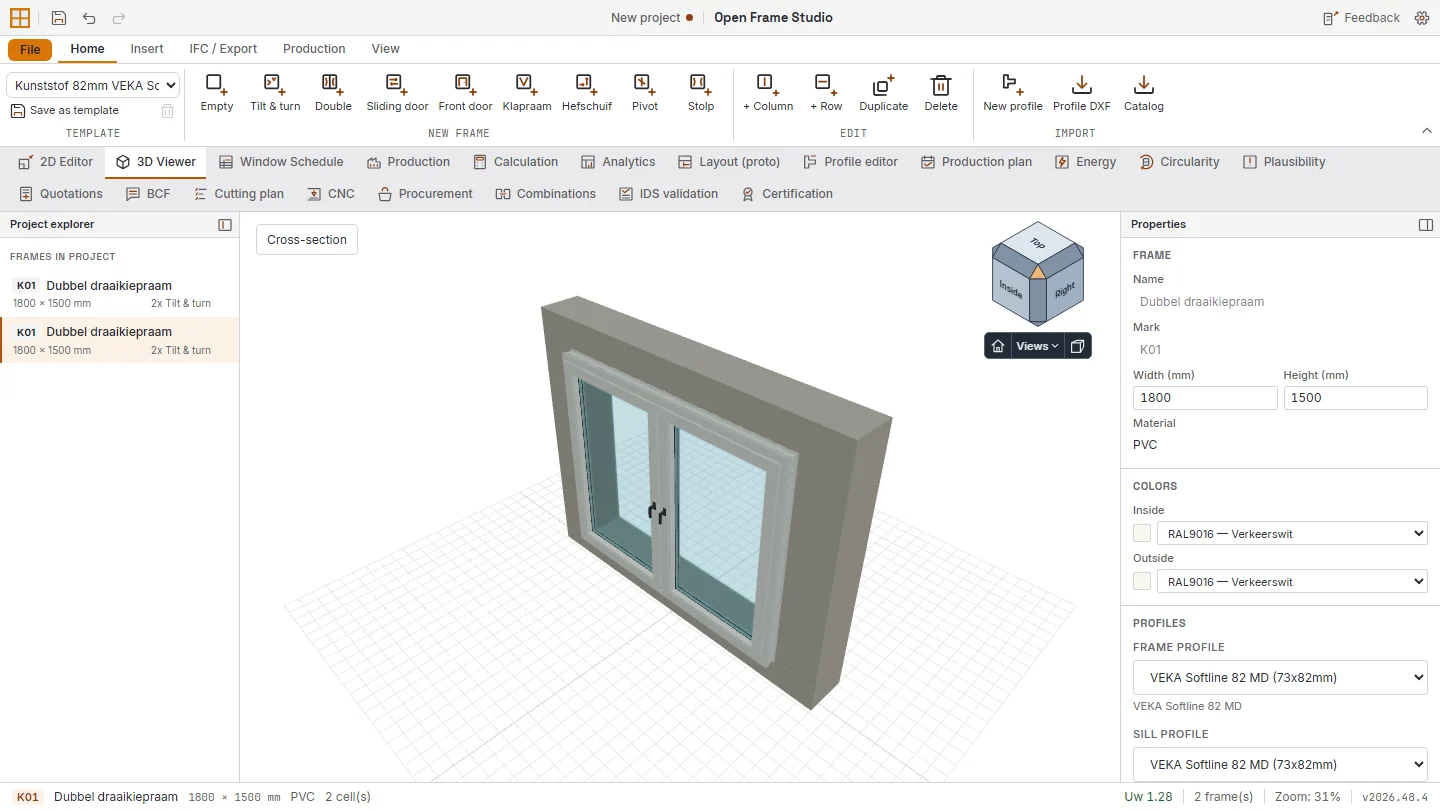 New project
Open Frame Studio
Feedback
File
Home
Insert
IFC / Export
Production
View
Kunststof 82mm VEKA Sc
Save as template
TEMPLATE
Empty
Tilt & turn
Double
Sliding door
Front door
Klapraam
Hefschuif
Pivot
Stolp
NEW FRAME
+ Column
+ Row
Duplicate
Delete
EDIT
New profile
Profile DXF
Catalog
IMPORT
2D Editor
3D Viewer
Window Schedule
Production
Calculation
Analytics
Layout (proto)
Profile editor
Production plan
Energy
Circularity
Plausibility
Quotations
BCF
Cutting plan
CNC
Procurement
Combinations
IDS validation
Certification
Project explorer
FRAMES IN PROJECT
K01 Dubbel draaikiepraam
1800 × 1500 mm 2x Tilt & turn
K01 Dubbel draaikiepraam
1800 × 1500 mm 2x Tilt & turn
Cross-section
Top
Inside
Right
Views
Properties
FRAME
Name
Dubbel draaikiepraam
Mark
K01
Width (mm) Height (mm)
1800 1500
Material
PVC
COLORS
Inside
RAL9016 — Verkeerswit
Outside
RAL9016 — Verkeerswit
PROFILES
FRAME PROFILE
VEKA Softline 82 MD (73x82mm)
VEKA Softline 82 MD
SILL PROFILE
VEKA Softline 82 MD (73x82mm)
K01 Dubbel draaikiepraam 1800 × 1500 mm PVC 2 cell(s)
Uw 1.28 2 frame(s) Zoom: 31% v2026.48.4